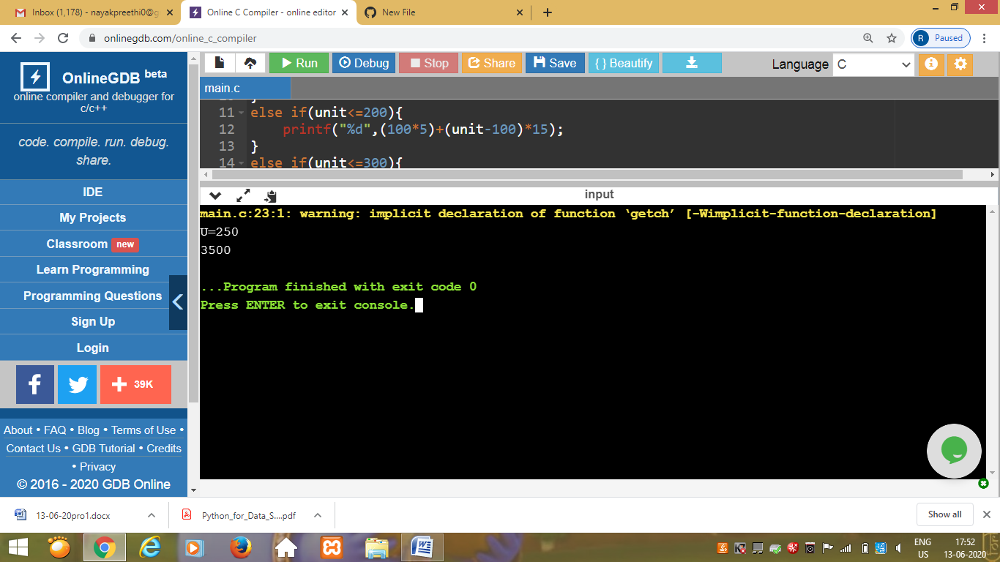 Inbox (1,178) - nayakpreethi0@g
Online C Compiler - online editor
New File
onlinegdb.com/online_c_compiler
R Paused
OnlineGDB beta
online compiler and debugger for
c/c++
code. compile. run. debug.
share.
IDE
My Projects
Classroom new
Learn Programming
Programming Questions
Sign Up
Login
39K
About • FAQ • Blog • Terms of Use •
Contact Us • GDB Tutorial • Credits
• Privacy
© 2016 - 2020 GDB Online
Run Debug Stop Share Save { } Beautify Language C
main.c
11 else if(unit<=200){
12 printf("%d",(100*5)+(unit-100)*15);
13 }
14 else if(unit<=300){
input
main.c:23:1: warning: implicit declaration of function ‘getch’ [-Wimplicit-function-declaration]
U=250
3500
...Program finished with exit code 0
Press ENTER to exit console.
13-06-20pro1.docx
Python_for_Data_S....pdf
Show all
ENG 17:52
US 13-06-2020